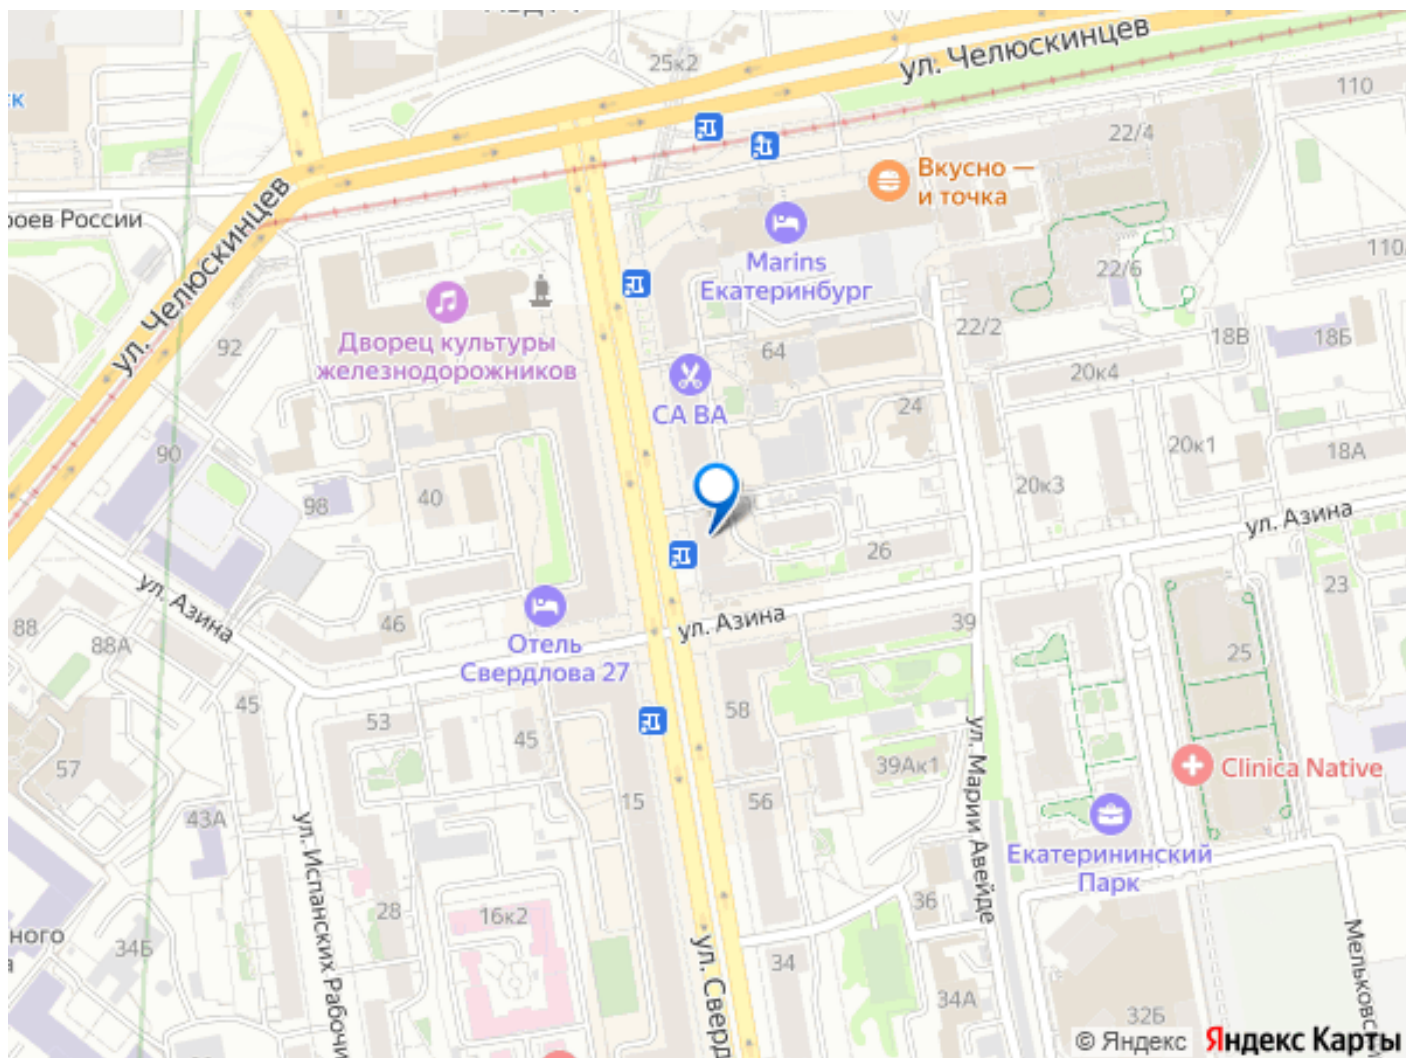 25к2
ул. Челюскинцев
110
22/4
Вкусно —
и точка
роев России
ул. Челюскинцев
Marins
Екатеринбург
110
22/6
22/2
18В
18Б
92
Дворец культуры
железнодорожников
64
20к4
СА ВА
24
90
20к1
18А
40
98
20к3
ул. Азина
26
ул. Азина
23
88
88А
46
Отель
Свердлова 27
ул. Азина
39
25
45
53
45
58
ул. Марии Авейде
57
39Ак1
Clinica Native
43А
15
56
Екатерининский
Парк
ул. Испанских Рабочи
28
16к2
36
ного
34Б
ул. Сверд
34
34А
32Б
Мельковс
© Яндекс
Яндекс Карты